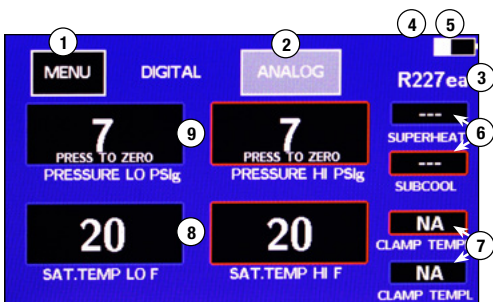 4 5
1 2
MENU DIGITAL ANALOG
R227ea 3
7 9 7 ---
PRESS TO ZERO PRESS TO ZERO SUPERHEAT 6
PRESSURE LO PSIg PRESSURE HI PSIg ---
SUBCOOL
20 8 20 NA
CLAMP TEMPL 7
SAT.TEMP LO F SAT.TEMP HI F NA
CLAMP TEMPL